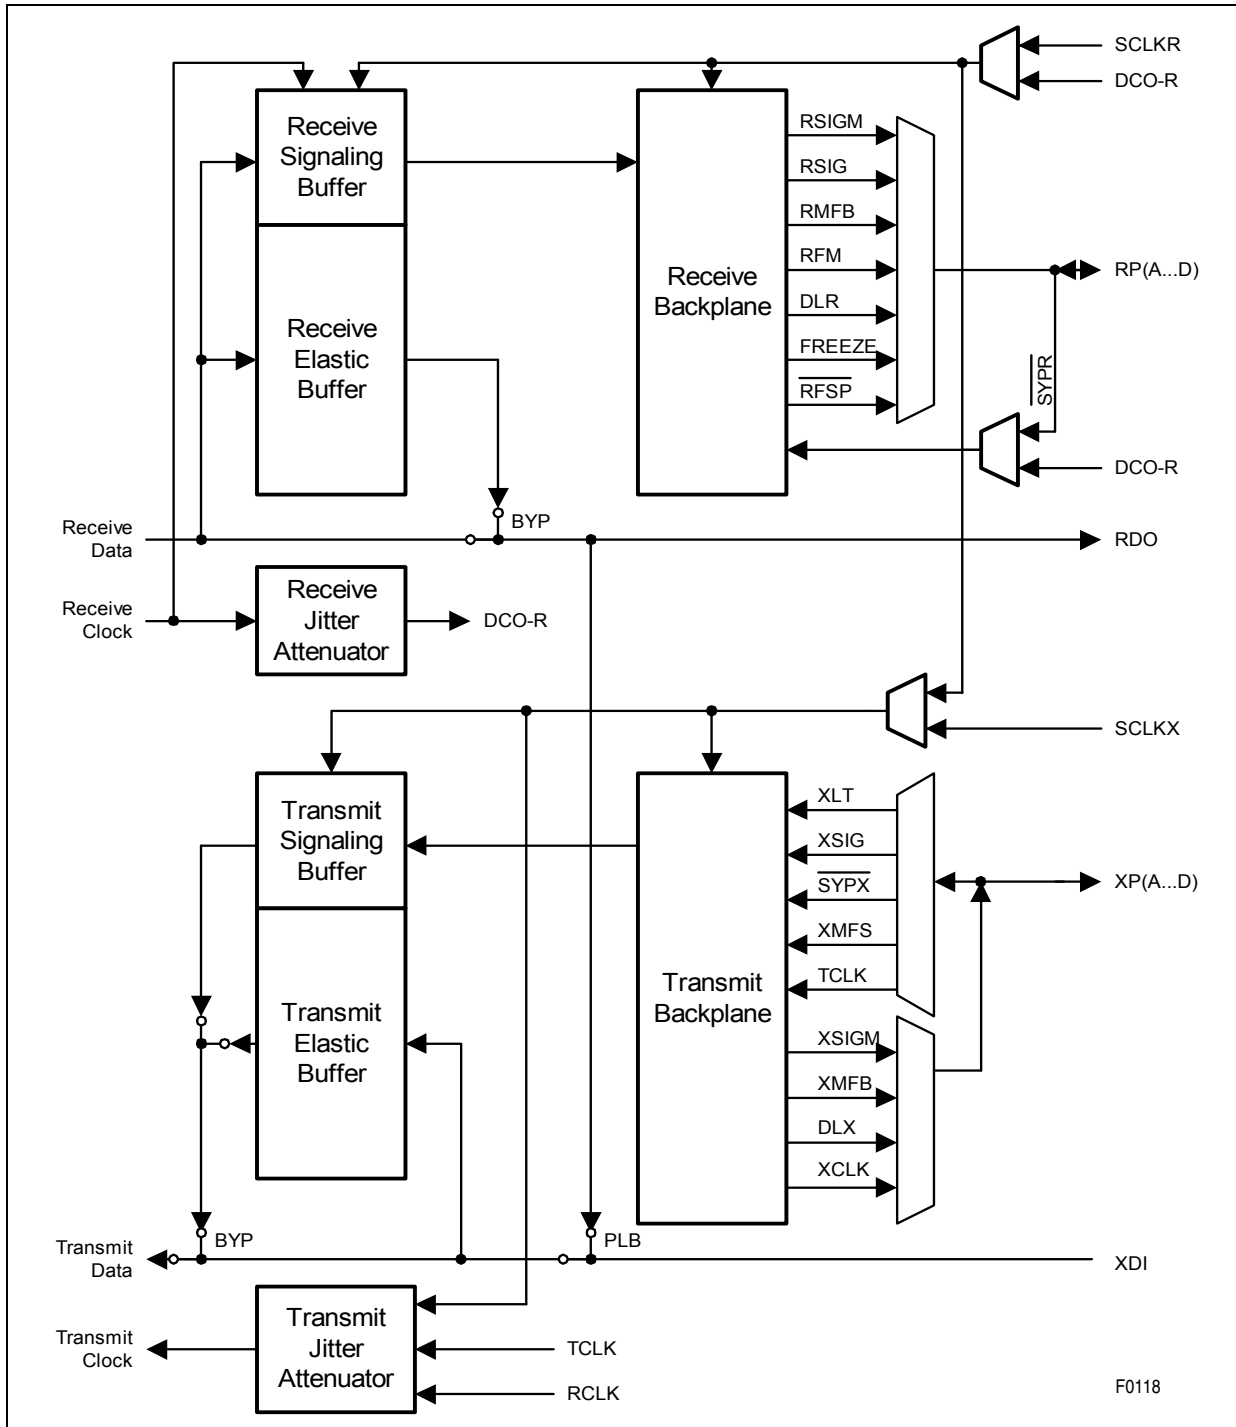 SCLKR
DCO-R
Receive
Signaling
Buffer
Receive
Elastic
Buffer
Receive
Backplane
RSIGM
RSIG
RMFB
RFM
DLR
FREEZE
RFSP
RP(A...D)
SYPR
DCO-R
BYP
Receive
Data
RDO
Receive
Clock
Receive
Jitter
Attenuator
DCO-R
SCLKX
Transmit
Signaling
Buffer
Transmit
Elastic
Buffer
Transmit
Backplane
XLT
XSIG
SYPX
XMFS
TCLK
XSIGM
XMFB
DLX
XCLK
XP(A...D)
BYP
PLB
Transmit
Data
XDI
Transmit
Clock
Transmit
Jitter
Attenuator
TCLK
RCLK
F0118